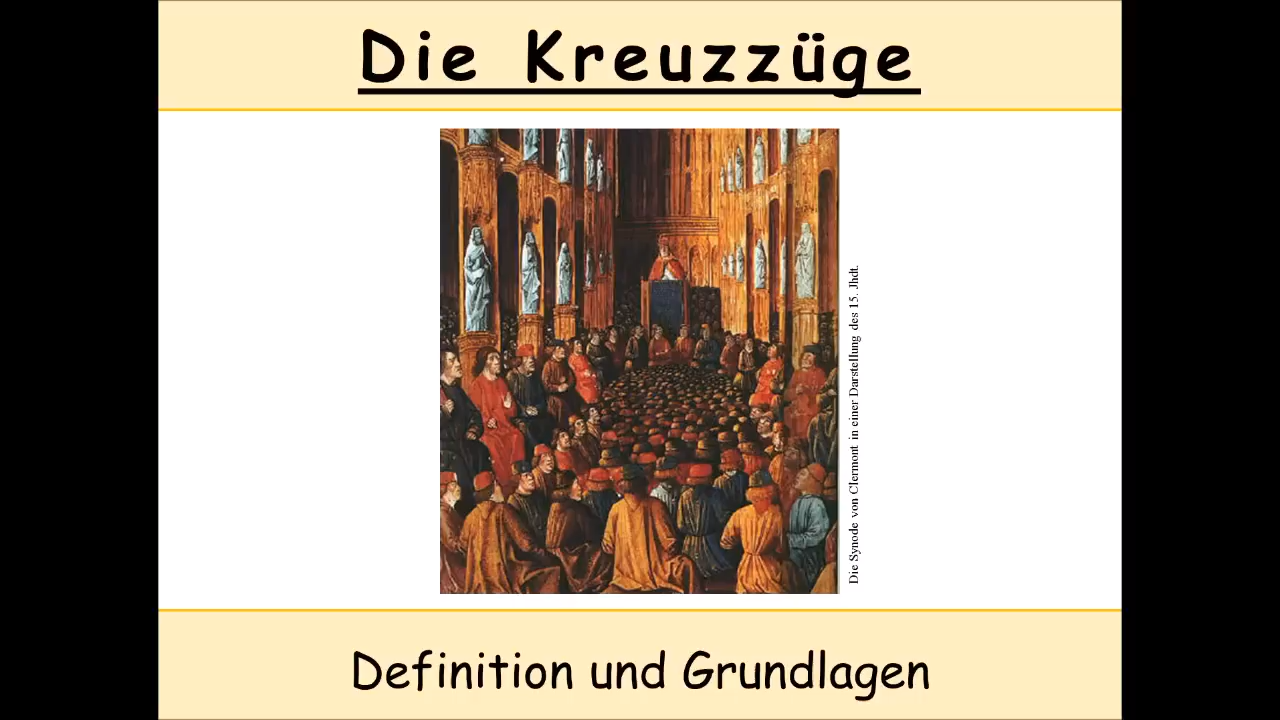 Die Kreuzzüge
Die Synode von Clermont in einer Darstellung des 15. Jhdt.
Definition und Grundlagen